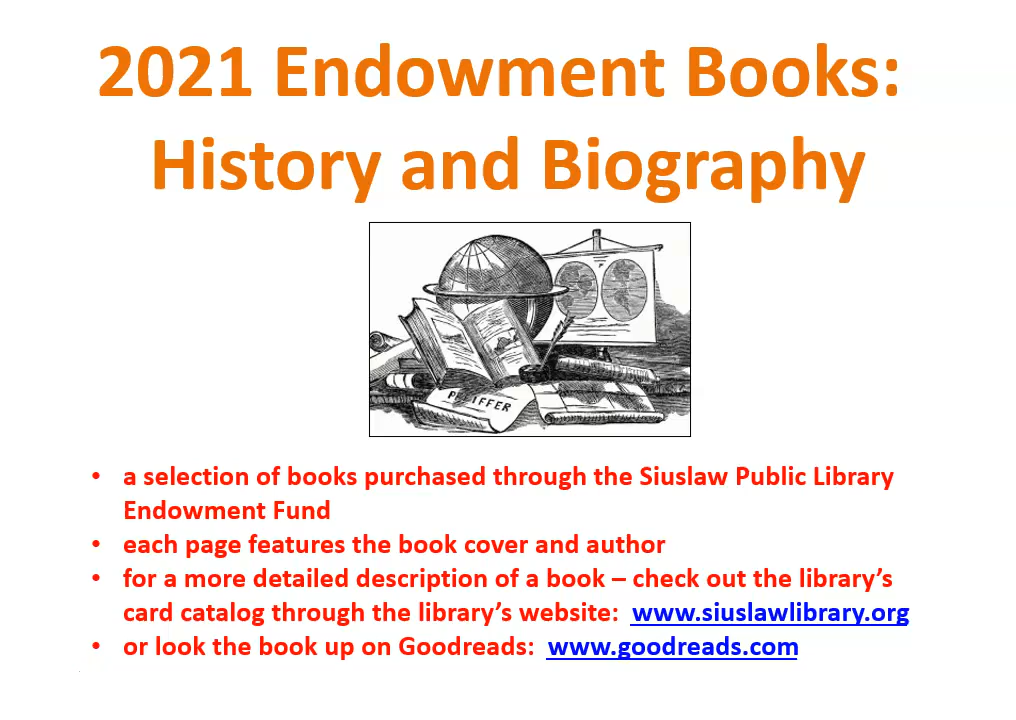 2021 Endowment Books:
History and Biography
PFEIFFER
• a selection of books purchased through the Siuslaw Public Library
Endowment Fund
• each page features the book cover and author
• for a more detailed description of a book – check out the library’s
card catalog through the library’s website: www.siuslawlibrary.org
• or look the book up on Goodreads: www.goodreads.com